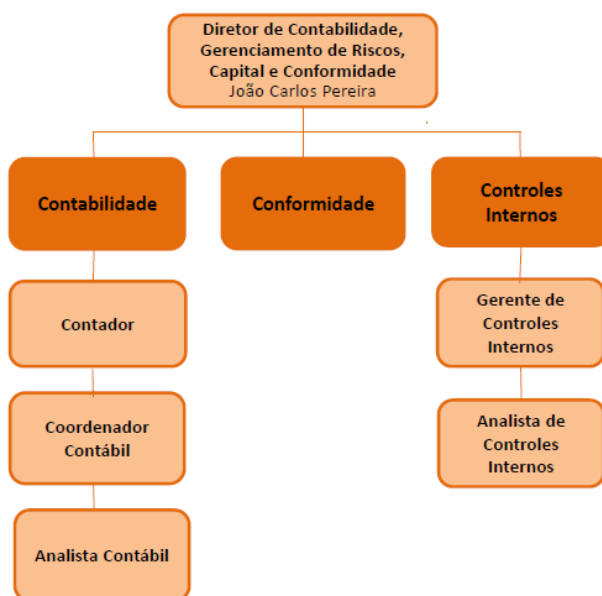 Diretor de Contabilidade,
Gerenciamento de Riscos,
Capital e Conformidade
João Carlos Pereira
Contabilidade
Conformidade
Controles
Internos
Contador
Gerente de
Controles
Internos
Coordenador
Contábil
Analista de
Controles
Internos
Analista Contábil